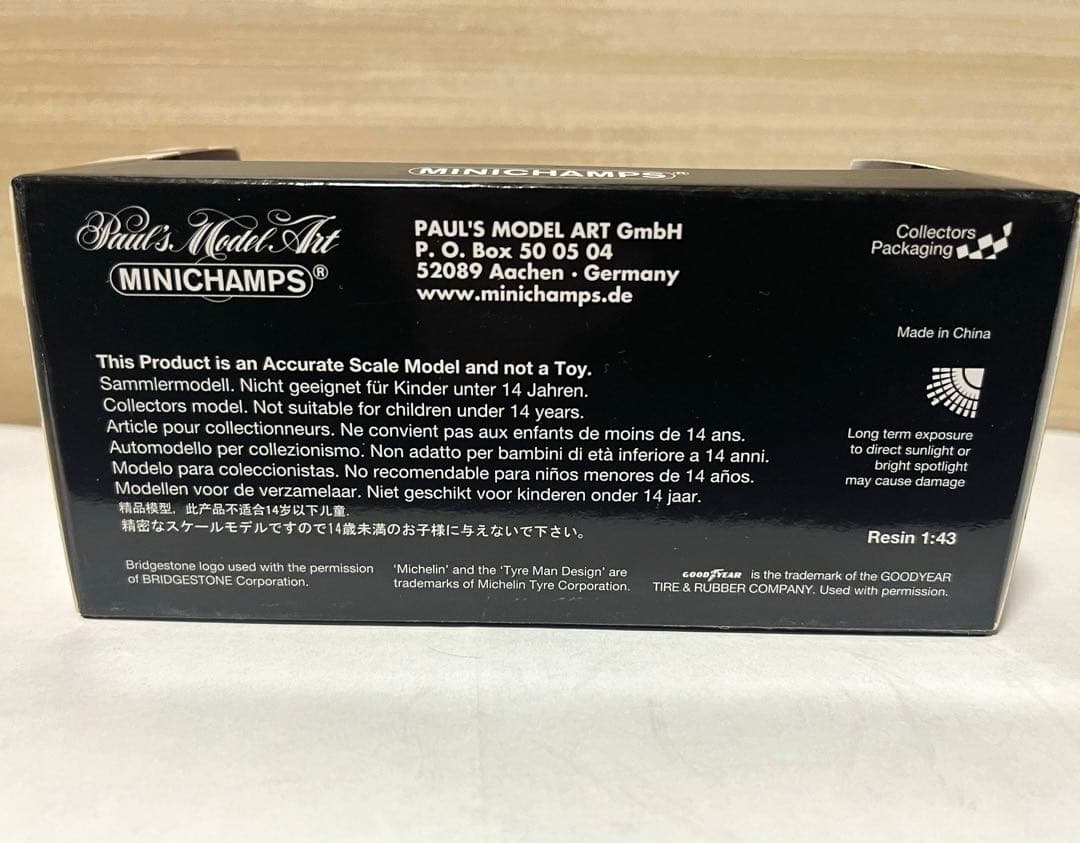 MINICHAMPS®
Paul's Model Art
MINICHAMPS®
PAUL'S MODEL ART GmbH
P. O. Box 50 05 04
52089 Aachen · Germany
www.minichamps.de
Collectors
Packaging
Made in China
This Product is an Accurate Scale Model and not a Toy.
Sammlermodell. Nicht geeignet für Kinder unter 14 Jahren.
Collectors model. Not suitable for children under 14 years.
Article pour collectionneurs. Ne convient pas aux enfants de moins de 14 ans.
Automodello per collezionismo. Non adatto per bambini di età inferiore a 14 anni.
Modelo para coleccionistas. No recomendable para niños menores de 14 años.
Modellen voor de verzamelaar. Niet geschikt voor kinderen onder 14 jaar.
精品模型，此产品不适合14岁以下儿童.
精密なスケールモデルですので14歳未満のお子様に与えないで下さい。
Long term exposure
to direct sunlight or
bright spotlight
may cause damage
Resin 1:43
Bridgestone logo used with the permission
of BRIDGESTONE Corporation.
'Michelin' and the 'Tyre Man Design' are
trademarks of Michelin Tyre Corporation.
GOODYEAR is the trademark of the GOODYEAR
TIRE & RUBBER COMPANY. Used with permission.